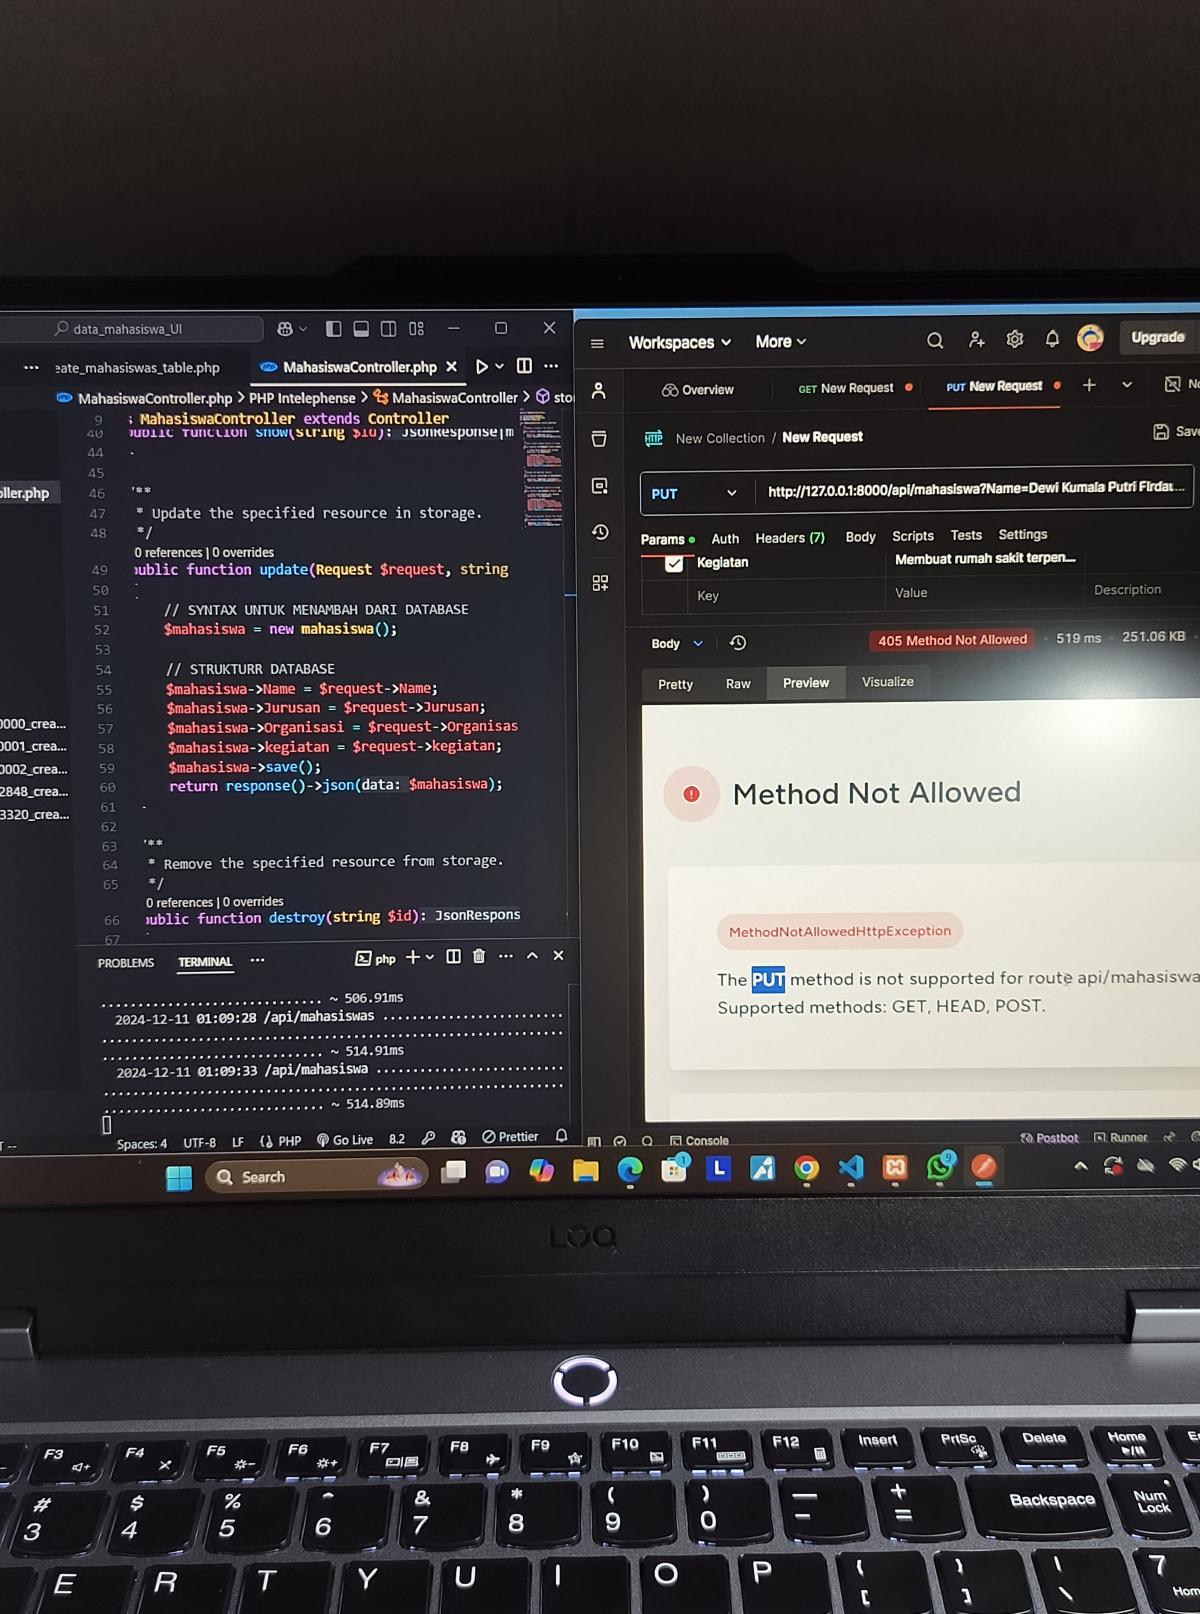 data_mahasiswa_UI
eate_mahasiswas_table.php
MahasiswaController.php
MahasiswaController.php > PHP Intelephense > MahasiswaController > sto
9 MahasiswaController extends Controller
40 public function show(string $id): JsonResponse|m
44
45
46 '**
47 * Update the specified resource in storage.
48 */
0 references | 0 overrides
49 public function update(Request $request, string
50
51 // SYNTAX UNTUK MENAMBAH DARI DATABASE
52 $mahasiswa = new mahasiswa();
53
54 // STRUKTURR DATABASE
55 $mahasiswa->Name = $request->Name;
56 $mahasiswa->Jurusan = $request->Jurusan;
57 $mahasiswa->Organisasi = $request->Organisas
58 $mahasiswa->kegiatan = $request->kegiatan;
59 $mahasiswa->save();
60 return response()->json(data: $mahasiswa);
61
62
63 '**
64 * Remove the specified resource from storage.
65 */
0 references | 0 overrides
66 public function destroy(string $id): JsonRespons
67
oller.php
0000_crea...
0001_crea...
0002_crea...
2848_crea...
3320_crea...
PROBLEMS TERMINAL ... php
~ 506.91ms
2024-12-11 01:09:28 /api/mahasiswas
~ 514.91ms
2024-12-11 01:09:33 /api/mahasiswa
~ 514.89ms
Spaces: 4 UTF-8 LF PHP Go Live 8.2 Prettier
Workspaces More Upgrade
Overview GET New Request PUT New Request No
HTTP New Collection / New Request Save
PUT http://127.0.0.1:8000/api/mahasiswa?Name=Dewi Kumala Putri FIrdau...
Params Auth Headers (7) Body Scripts Tests Settings
Kegiatan Membuat rumah sakit terpen...
Key Value Description
Body 405 Method Not Allowed 519 ms 251.06 KB
Pretty Raw Preview Visualize
Method Not Allowed
MethodNotAllowedHttpException
The PUT method is not supported for route api/mahasiswa
Supported methods: GET, HEAD, POST.
Console Postbot Runner
Search 1 L 9
LOQ
F3 F4 F5 F6 F7 F8 F9 F10 F11 F12 Insert PrtSc Delete Home
# $ % ^ & * ( ) — +
3 4 5 6 7 8 9 0 - = Backspace Num Lock
E R T Y U I O P { [ } ] | \ 7 Hom